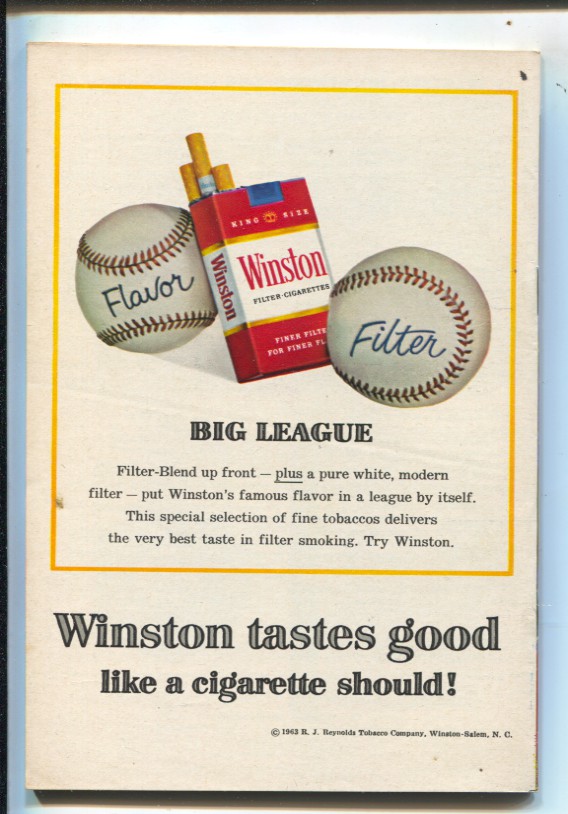 KING SIZE
Winston
Winston
FILTER-CIGARETTES
FINER FILTE
FOR FINER FL
Flavor
Filter
BIG LEAGUE
Filter-Blend up front — plus a pure white, modern
filter — put Winston's famous flavor in a league by itself.
This special selection of fine tobaccos delivers
the very best taste in filter smoking. Try Winston.
Winston tastes good
like a cigarette should!
© 1963 R. J. Reynolds Tobacco Company, Winston-Salem, N. C.